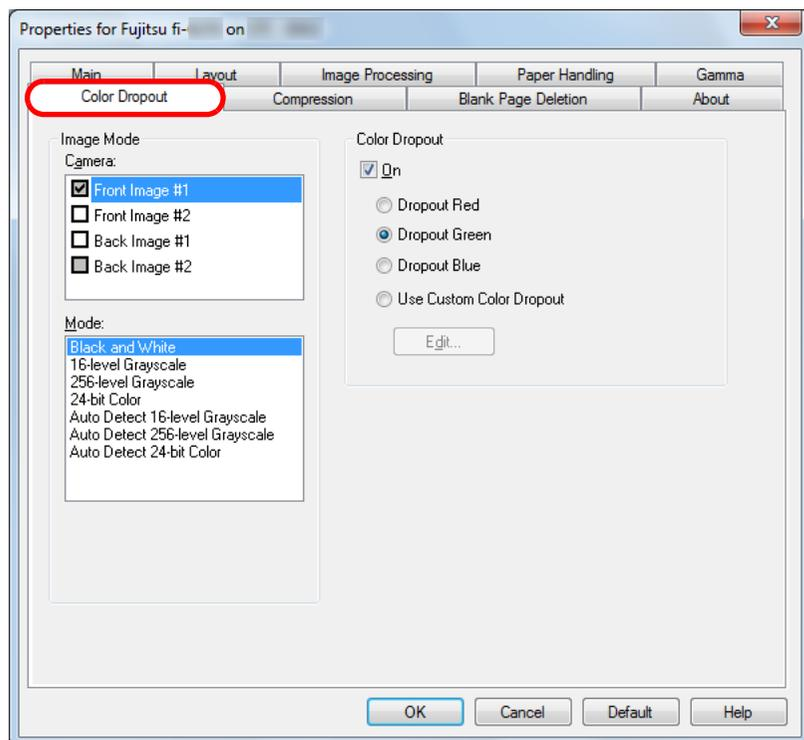 Properties for Fujitsu fi- on
Main Layout Image Processing Paper Handling Gamma
Color Dropout Compression Blank Page Deletion About
Image Mode
Camera:
Front Image #1
Front Image #2
Back Image #1
Back Image #2
Mode:
Black and White
16-level Grayscale
256-level Grayscale
24-bit Color
Auto Detect 16-level Grayscale
Auto Detect 256-level Grayscale
Auto Detect 24-bit Color
Color Dropout
On
Dropout Red
Dropout Green
Dropout Blue
Use Custom Color Dropout
Edit...
OK Cancel Default Help